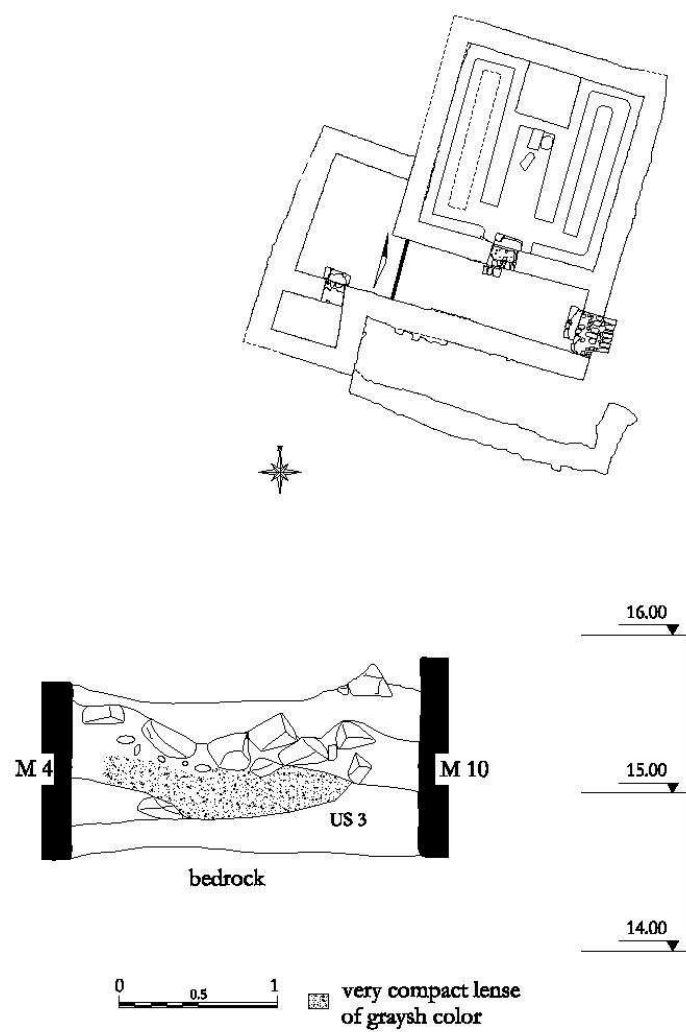 16.00
M 4
M 10
15.00
US 3
bedrock
14.00
0
0.5
1
very compact lense
of graysh color